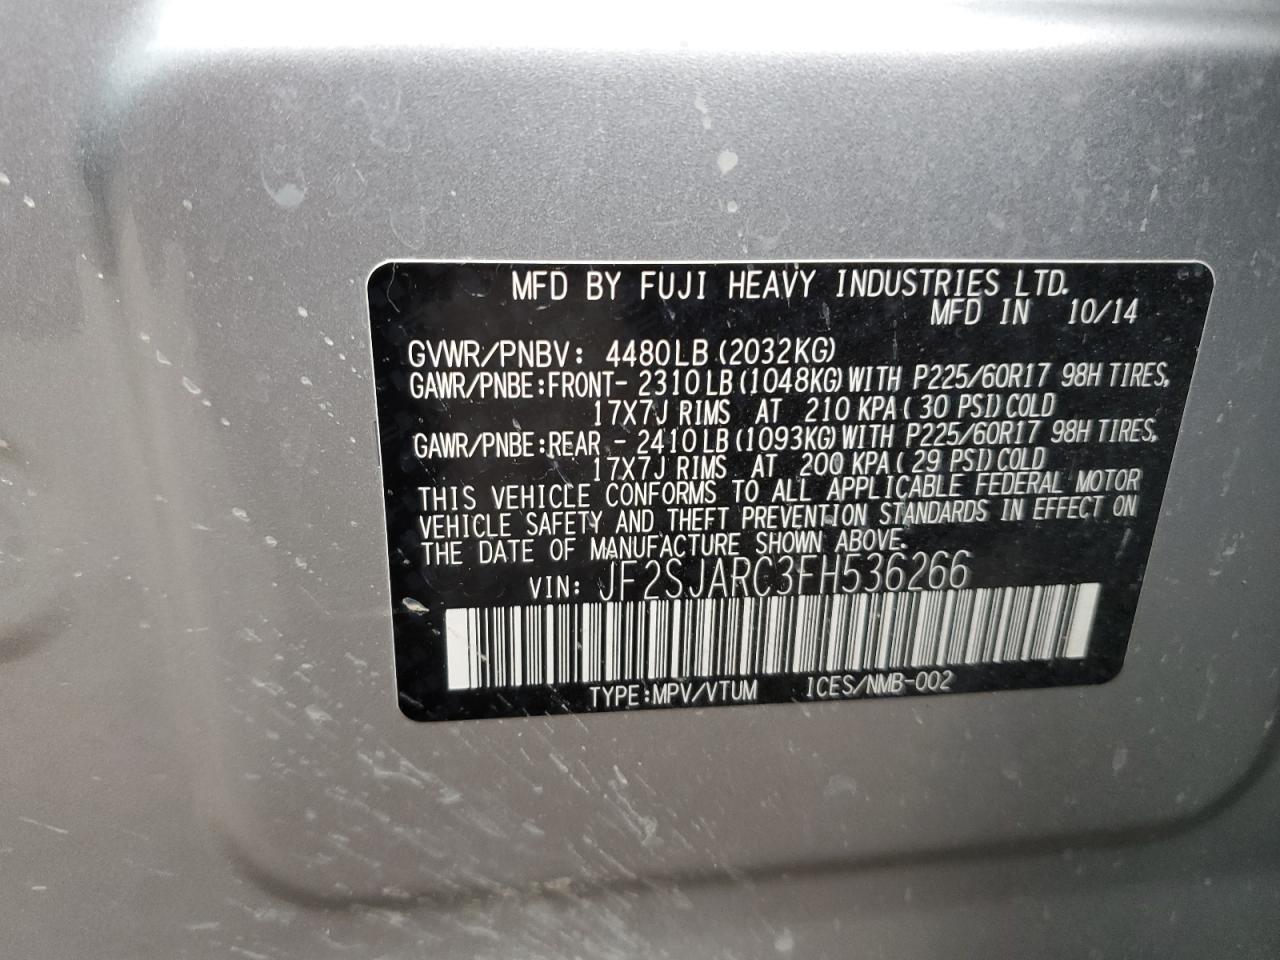 MFD BY FUJI HEAVY INDUSTRIES LTD.
MFD IN 10/14
GVWR/PNBV: 4480LB (2032KG)
GAWR/PNBE:FRONT- 2310LB (1048KG) WITH P225/60R17 98H TIRES,
17X7J RIMS AT 210 KPA (30 PSI) COLD
GAWR/PNBE:REAR - 2410LB (1093KG) WITH P225/60R17 98H TIRES,
17X7J RIMS AT 200 KPA (29 PSI) COLD
THIS VEHICLE CONFORMS TO ALL APPLICABLE FEDERAL MOTOR
VEHICLE SAFETY AND THEFT PREVENTION STANDARDS IN EFFECT ON
THE DATE OF MANUFACTURE SHOWN ABOVE.
VIN: JF2SJARC3FH536266
TYPE:MPV/VTUM ICES/NMB-002